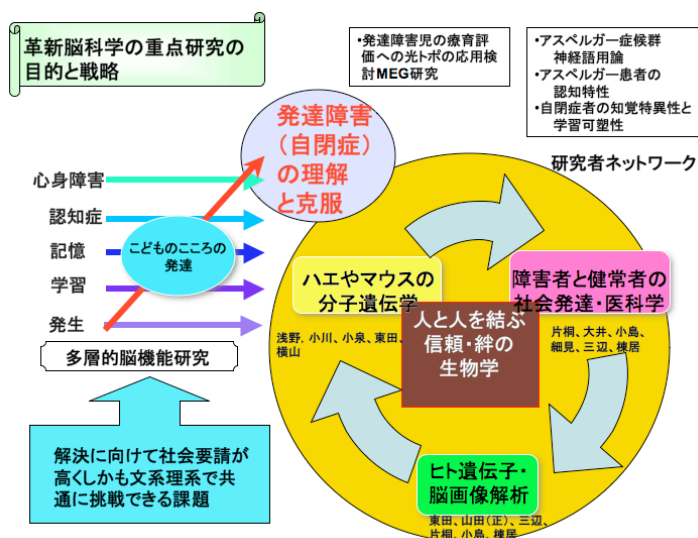 革新脳科学の重点研究の
目的と戦略
•発達障害児の療育評
価への光トポの応用検
討MEG研究
•アスペルガー症候群
神経語用論
•アスペルガー患者の
認知特性
•自閉症者の知覚特異性と
学習可塑性
発達障害
（自閉症）
の理解
と克服
研究者ネットワーク
心身障害
認知症
記憶
学習
発生
こどものこころの
発達
多層的脳機能研究
解決に向けて社会要請が
高くしかも文系理系で共
通に挑戦できる課題
ハエやマウスの
分子遺伝学
浅野，小川、小泉、東田、
横山
障害者と健常者の
社会発達・医科学
片桐、大井、小島、
細見、三辺、棟居
人と人を結ぶ
信頼・絆の
生物学
ヒト遺伝子・
脳画像解析
東田、山田（正）、三辺、
片桐、小島、棟居